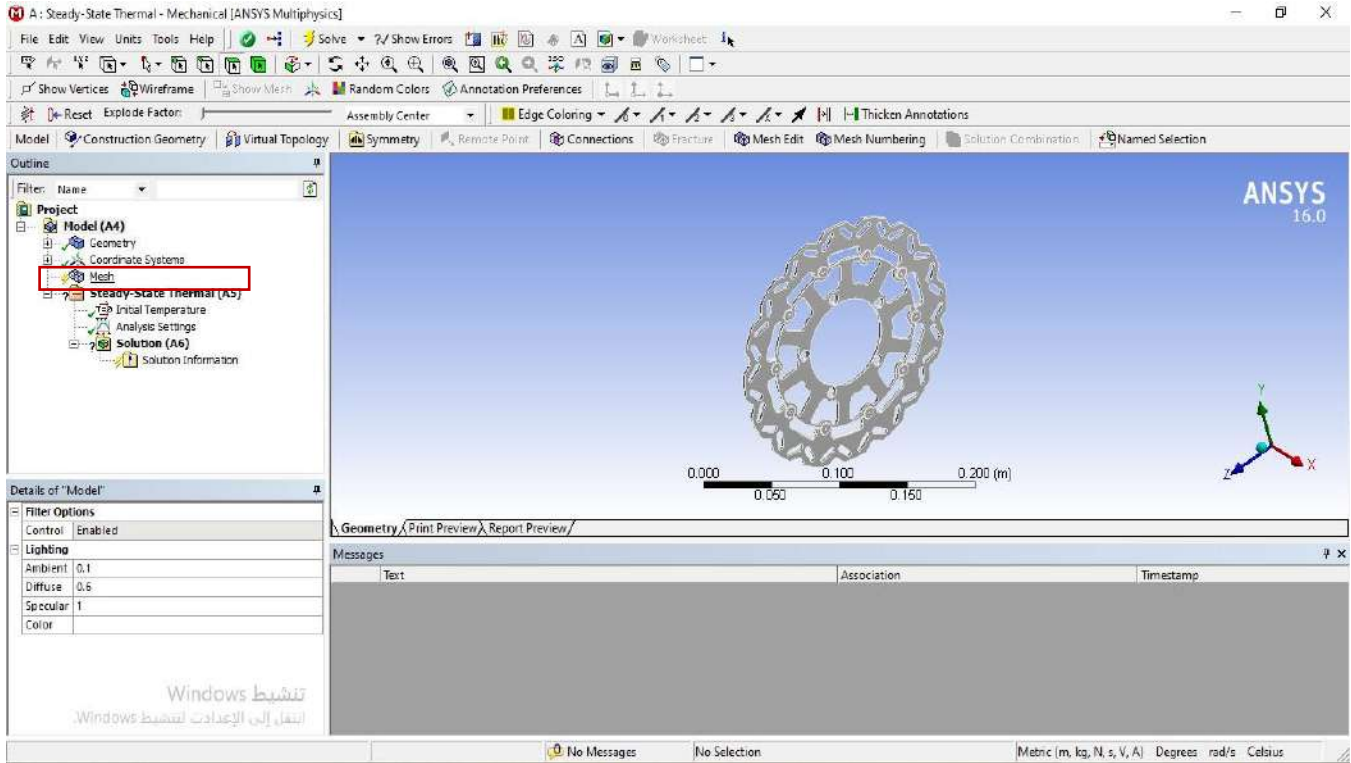 A : Steady-State Thermal - Mechanical [ANSYS Multiphysics]
File Edit View Units Tools Help Solve ?/ Show Errors Worksheet
Show Vertices Wireframe Show Mesh Random Colors Annotation Preferences
Reset Explode Factor: Assembly Center Edge Coloring Thicken Annotations
Model Construction Geometry Virtual Topology Symmetry Remote Point Connections Fracture Mesh Edit Mesh Numbering Solution Combination Named Selection
Outline
Filter: Name
Project
Model (A4)
Geometry
Coordinate Systems
Mesh
Steady-State Thermal (A5)
Initial Temperature
Analysis Settings
Solution (A6)
Solution Information
ANSYS
16.0
Y
Z X
0.000 0.100 0.200 (m)
0.050 0.150
Details of "Model"
Filter Options
Control Enabled
Lighting
Ambient 0.1
Diffuse 0.6
Specular 1
Color
Geometry Print Preview Report Preview
Messages
Text Association Timestamp
تنشيط Windows
انتقل إلى الإعدادات لتنشيط Windows.
No Messages No Selection Metric (m, kg, N, s, V, A) Degrees rad/s Celsius